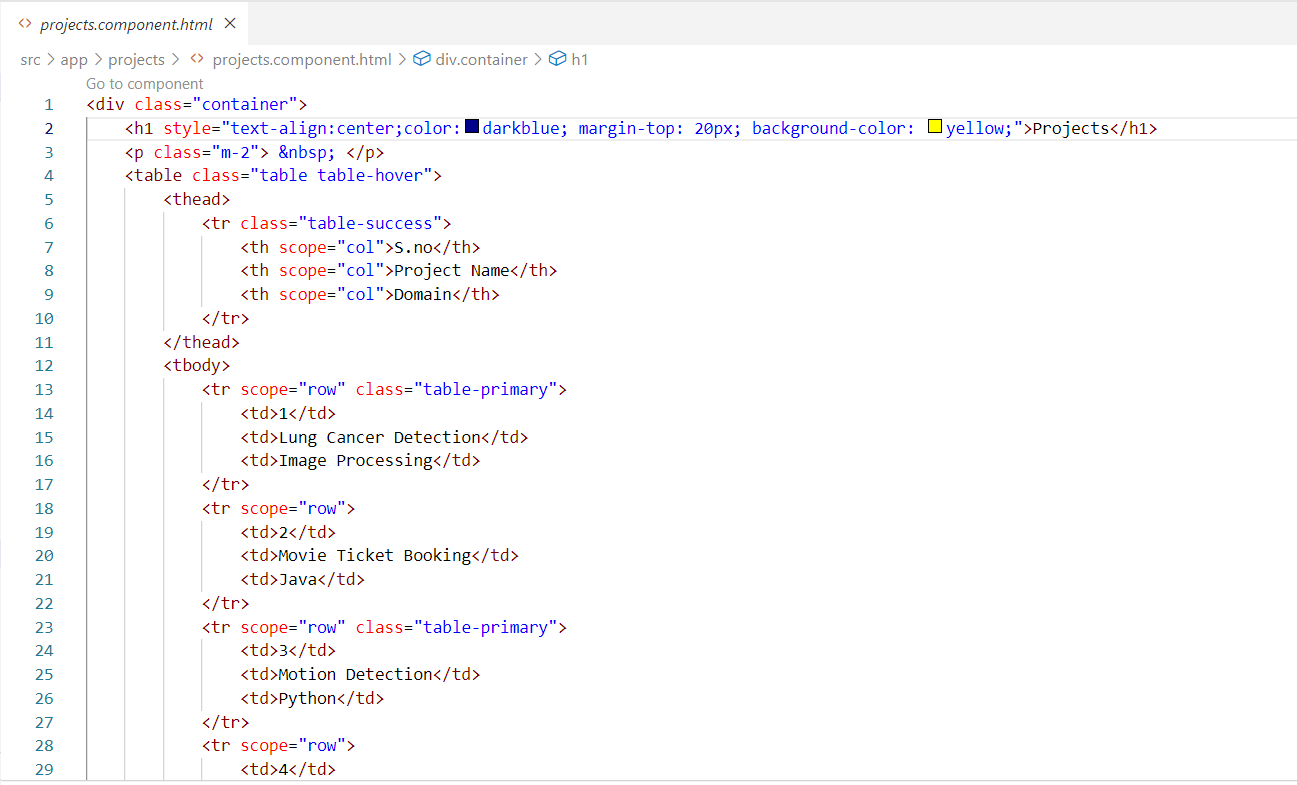 projects.component.html
src > app > projects > projects.component.html > div.container > h1
Go to component
1 <div class="container">
2 <h1 style="text-align:center;color: darkblue; margin-top: 20px; background-color: yellow;">Projects</h1>
3 <p class="m-2"> &nbsp; </p>
4 <table class="table table-hover">
5 <thead>
6 <tr class="table-success">
7 <th scope="col">S.no</th>
8 <th scope="col">Project Name</th>
9 <th scope="col">Domain</th>
10 </tr>
11 </thead>
12 <tbody>
13 <tr scope="row" class="table-primary">
14 <td>1</td>
15 <td>Lung Cancer Detection</td>
16 <td>Image Processing</td>
17 </tr>
18 <tr scope="row">
19 <td>2</td>
20 <td>Movie Ticket Booking</td>
21 <td>Java</td>
22 </tr>
23 <tr scope="row" class="table-primary">
24 <td>3</td>
25 <td>Motion Detection</td>
26 <td>Python</td>
27 </tr>
28 <tr scope="row">
29 <td>4</td>